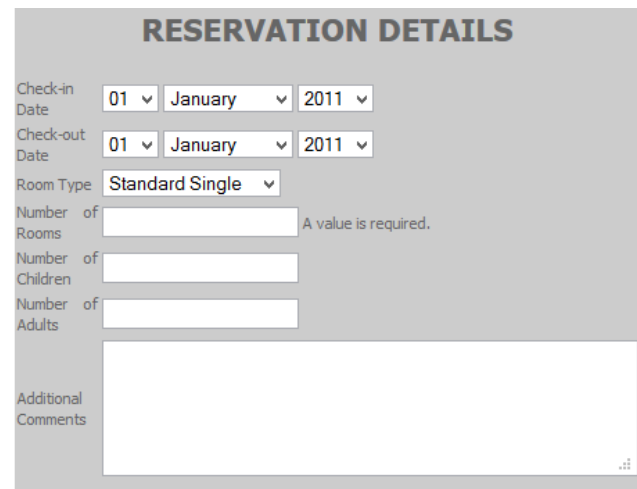 RESERVATION DETAILS
Check-in
Date
01 January 2011
Check-out
Date
01 January 2011
Room Type Standard Single
Number of
Rooms
A value is required.
Number of
Children
Number of
Adults
Additional
Comments